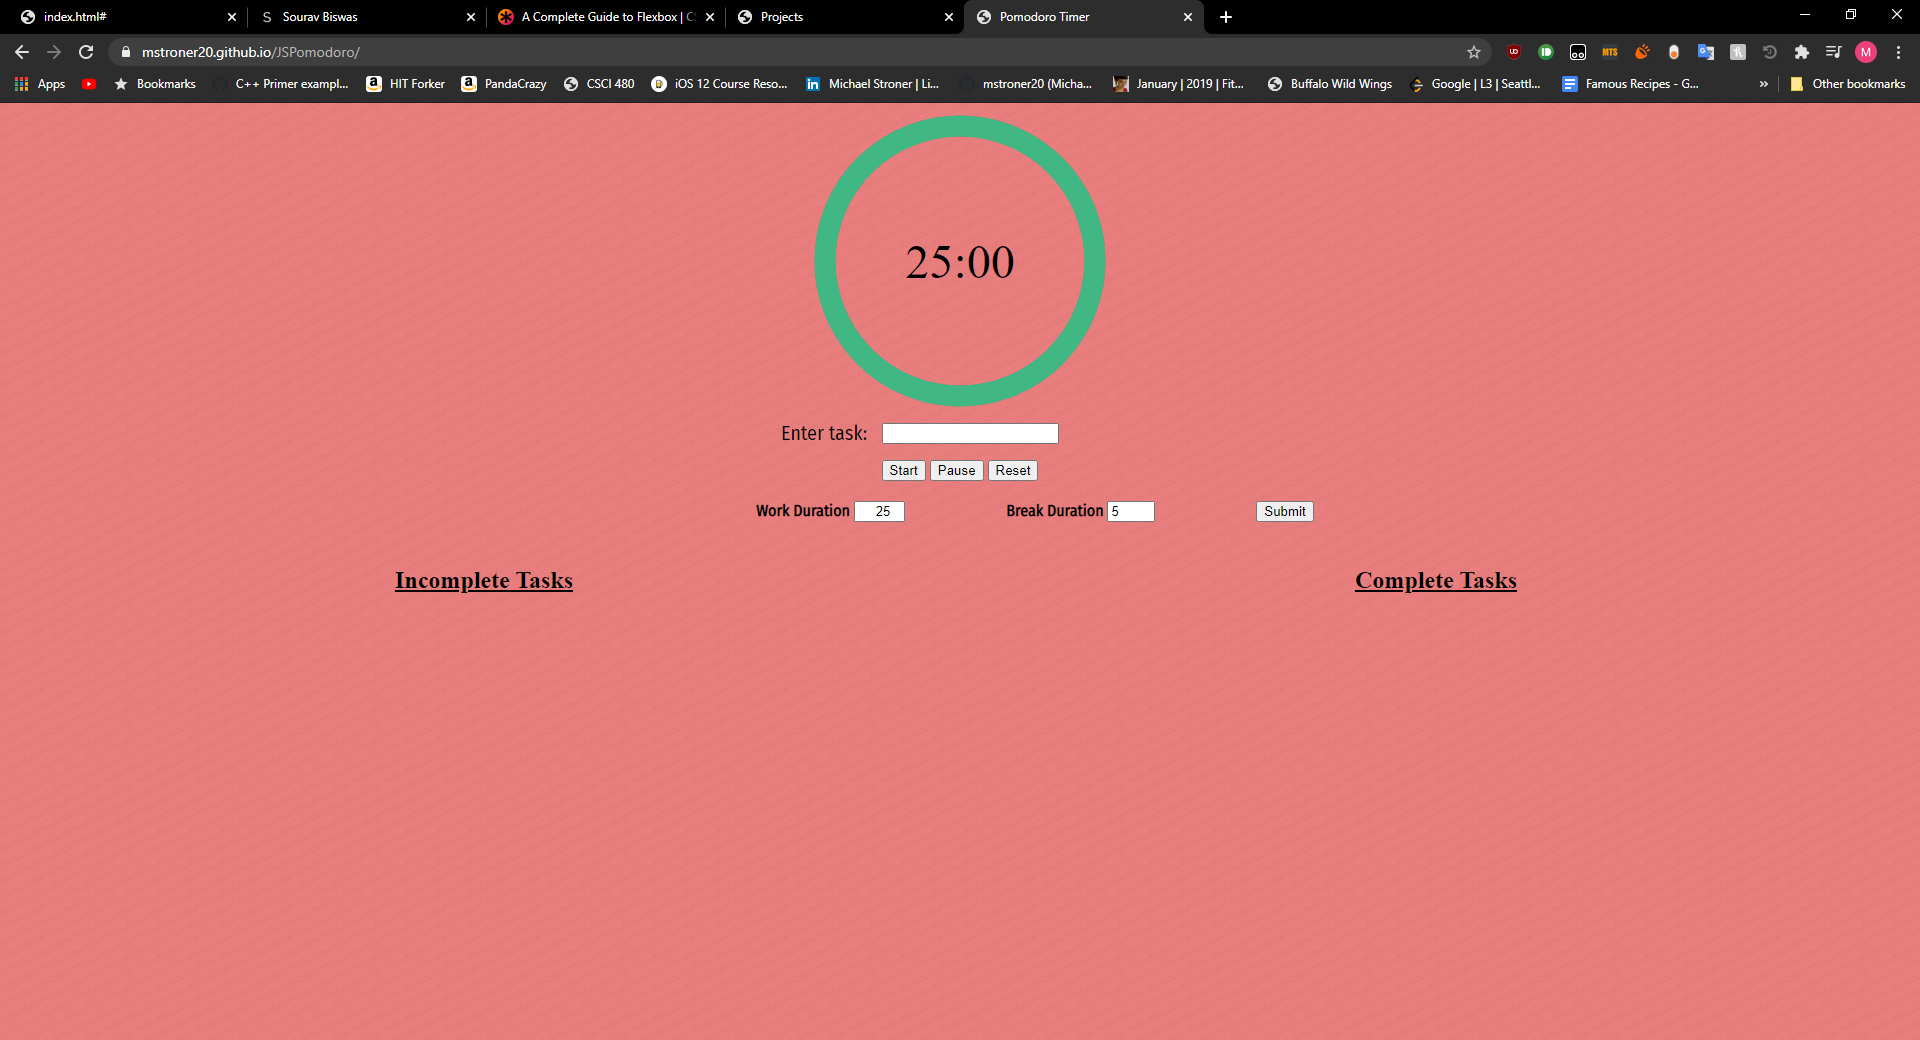 index.html# Sourav Biswas A Complete Guide to Flexbox | CS Projects Pomodoro Timer
mstroner20.github.io/JSPomodoro/
Apps Bookmarks C++ Primer exampl... HIT Forker PandaCrazy CSCI 480 iOS 12 Course Reso... Michael Stroner | Li... mstroner20 (Micha... January | 2019 | Fit... Buffalo Wild Wings Google | L3 | Seattl... Famous Recipes - G... » Other bookmarks
25:00
Enter task:
Start Pause Reset
Work Duration 25 Break Duration 5 Submit
Incomplete Tasks Complete Tasks